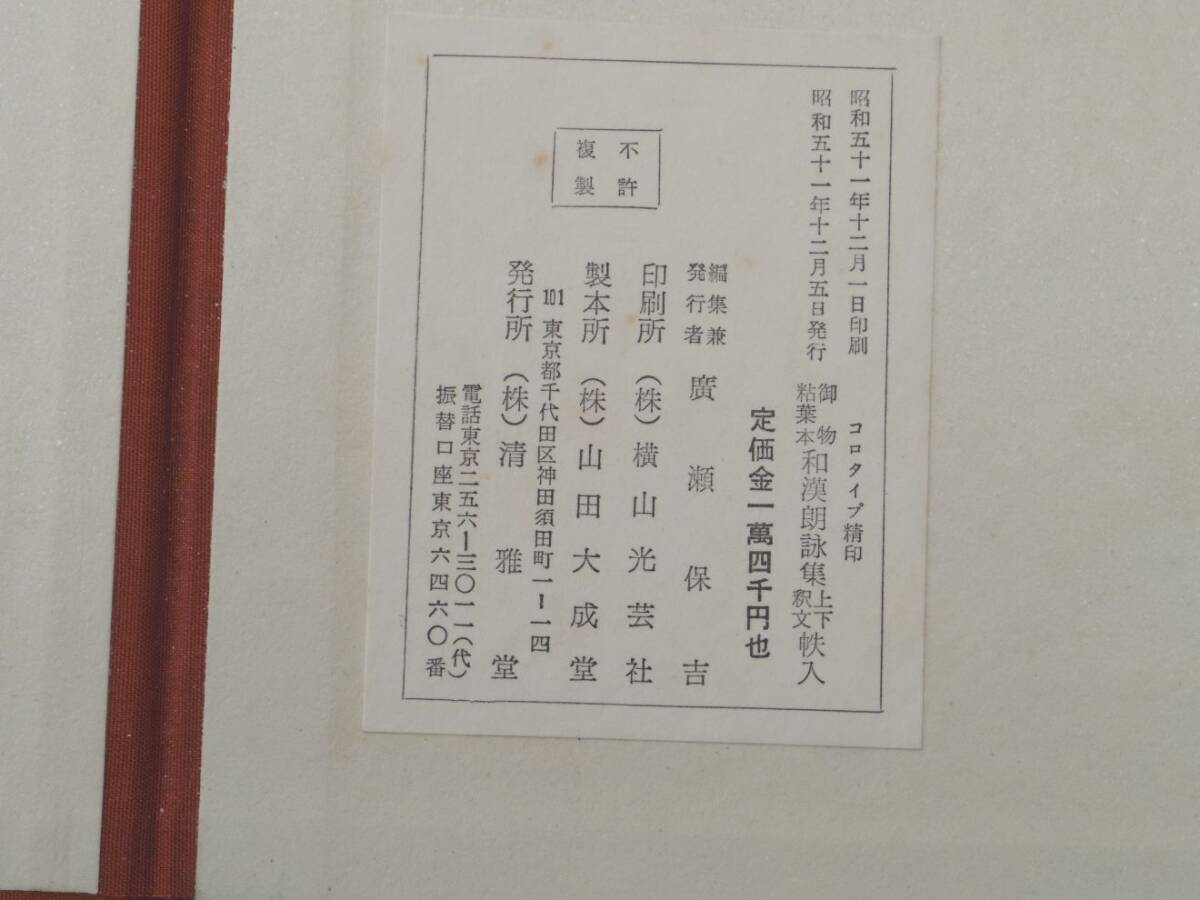 昭和五十一年十二月一日印刷
昭和五十一年十二月五日発行
コロタイプ精印
御物
粘葉本
和漢朗詠集
上下
釈文
帙入
定価金一萬四千円也
編集兼
発行者
廣瀬保吉
印刷所 (株)横山光芸社
製本所 (株)山田大成堂
101 東京都千代田区神田須田町一ー一四
発行所 (株)清雅堂
電話東京二五六ー三〇一一(代)
振替口座東京六四六〇番
不許
複製